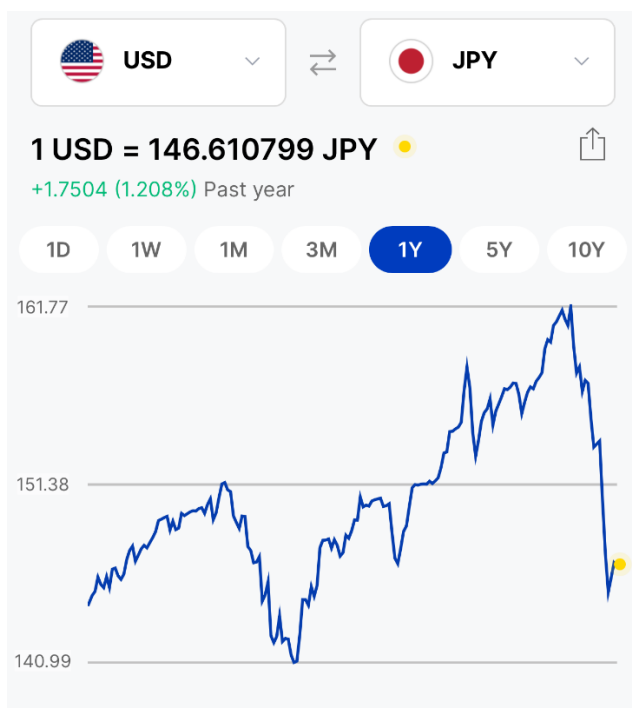 USD JPY
1 USD = 146.610799 JPY
+1.7504 (1.208%) Past year
1D 1W 1M 3M 1Y 5Y 10Y
161.77
151.38
140.99